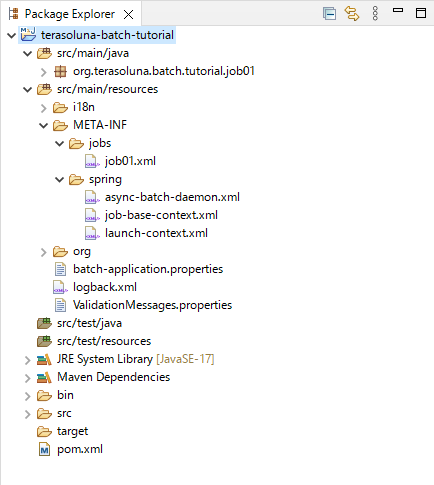 Package Explorer
terasoluna-batch-tutorial
src/main/java
org.terasoluna.batch.tutorial.job01
src/main/resources
i18n
META-INF
jobs
job01.xml
spring
async-batch-daemon.xml
job-base-context.xml
launch-context.xml
org
batch-application.properties
logback.xml
ValidationMessages.properties
src/test/java
src/test/resources
JRE System Library [JavaSE-17]
Maven Dependencies
bin
src
target
pom.xml